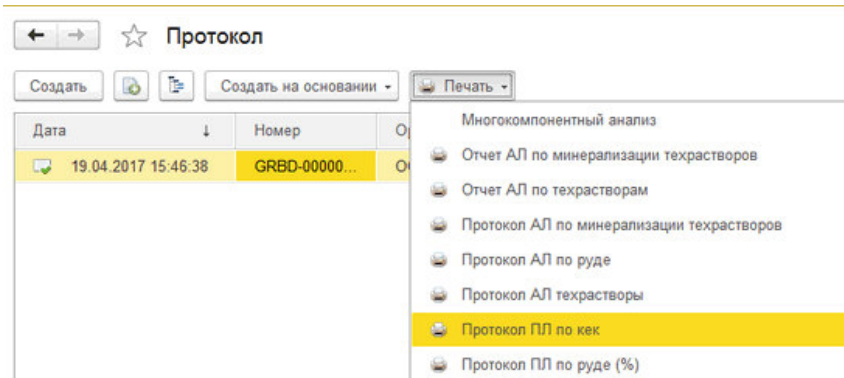 Протокол
Создать Создать на основании Печать
Дата Номер
19.04.2017 15:46:38 GRBD-00000...
Многокомпонентный анализ
Отчет АЛ по минерализации техрастворов
Отчет АЛ по техрастворам
Протокол АЛ по минерализации техрастворов
Протокол АЛ по руде
Протокол АЛ техрастворы
Протокол ПЛ по кек
Протокол ПЛ по руде (%)